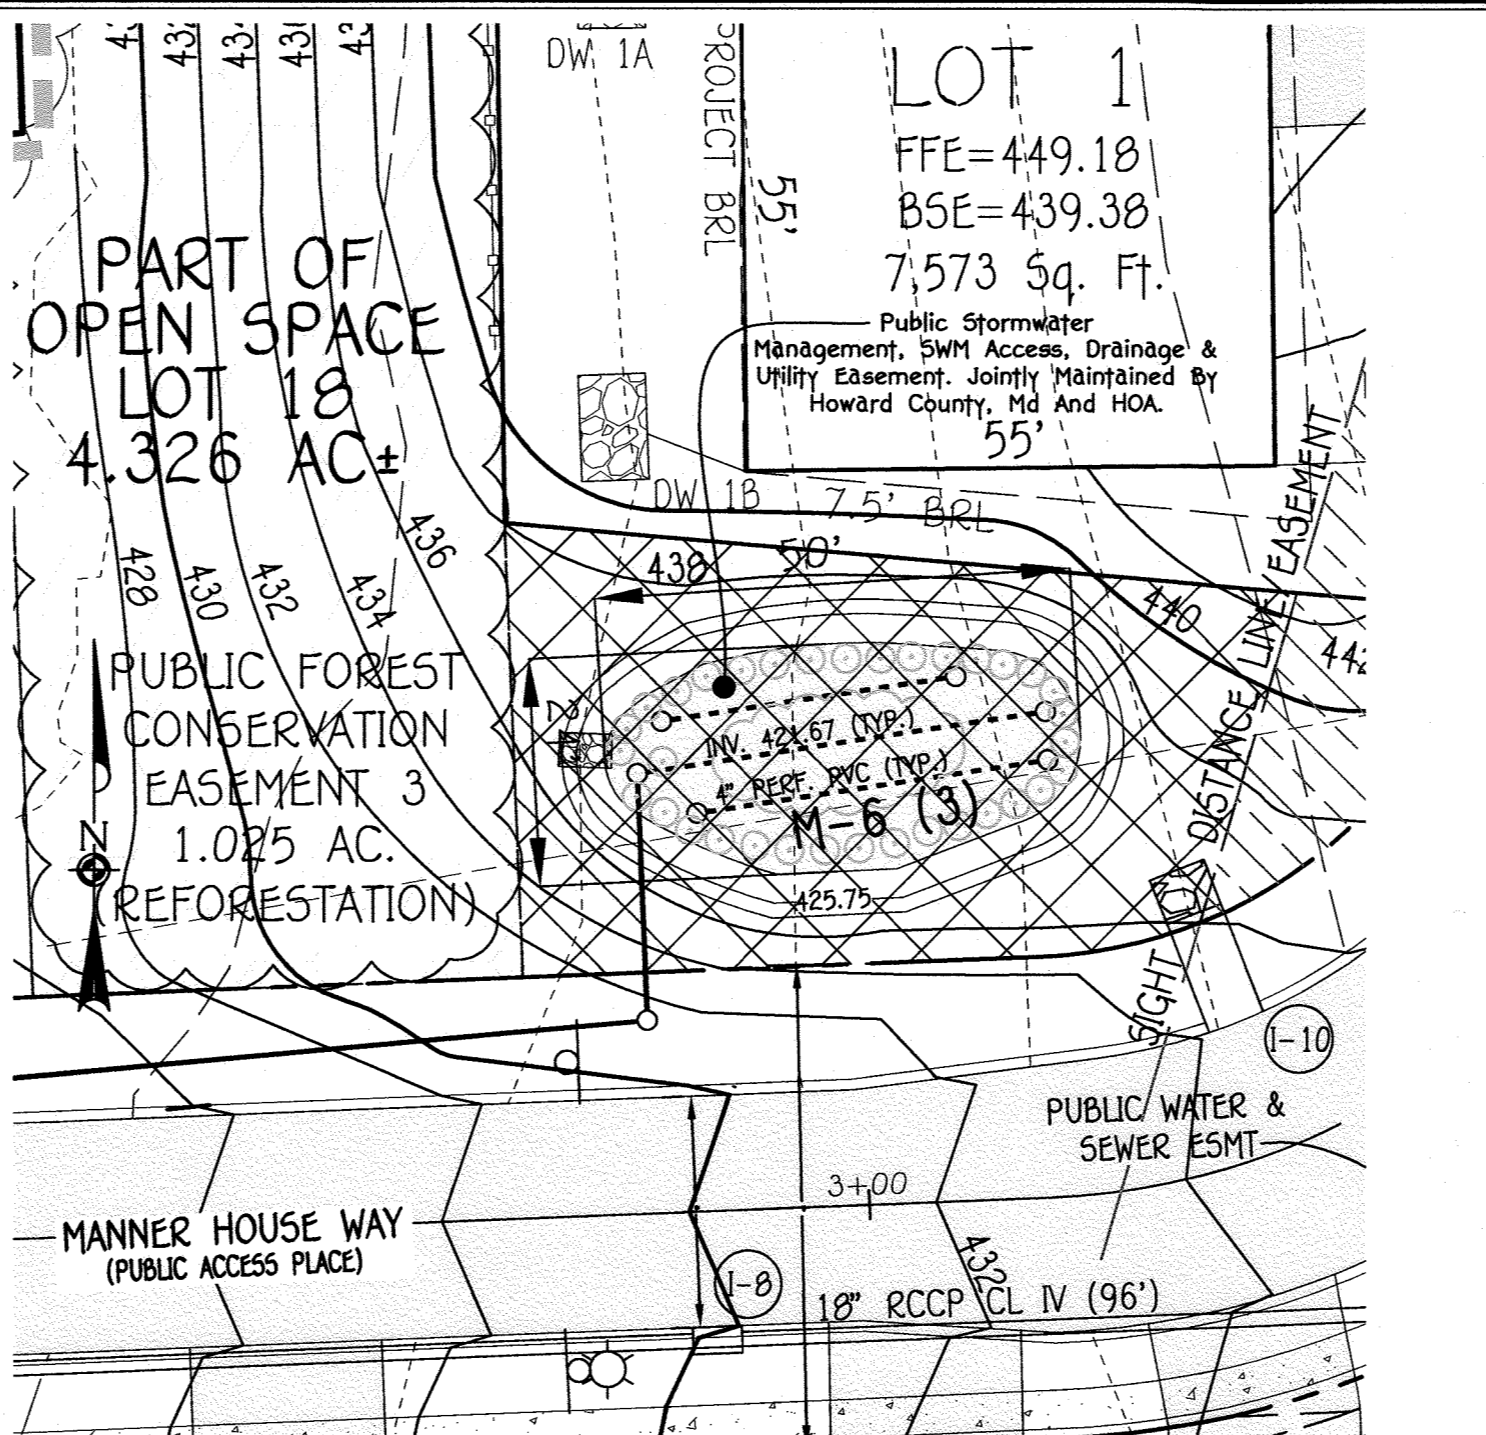 DW 1A
PROJECT BRL
LOT 1
FFE=449.18
BSE=439.38
7,573 Sq. Ft.
55'
Public Stormwater
Management, SWM Access, Drainage &
Utility Easement. Jointly Maintained By
Howard County, Md And HOA.
55'
PART OF
OPEN SPACE
LOT 18
4.326 AC±
DW 1B
7.5' BRL
436
438
50'
428
430
432
434
440
442
PUBLIC FOREST
CONSERVATION
EASEMENT 3
1.025 AC.
(REFORESTATION)
N
INV. 421.67 (TYP.)
4" PERF. PVC (TYP.)
M-6 (3)
425.75
SIGHT DISTANCE LINE EASEMENT
I-10
PUBLIC WATER &
SEWER ESMT
3+00
MANNER HOUSE WAY
(PUBLIC ACCESS PLACE)
432
I-8
18" RCCP CL IV (96')